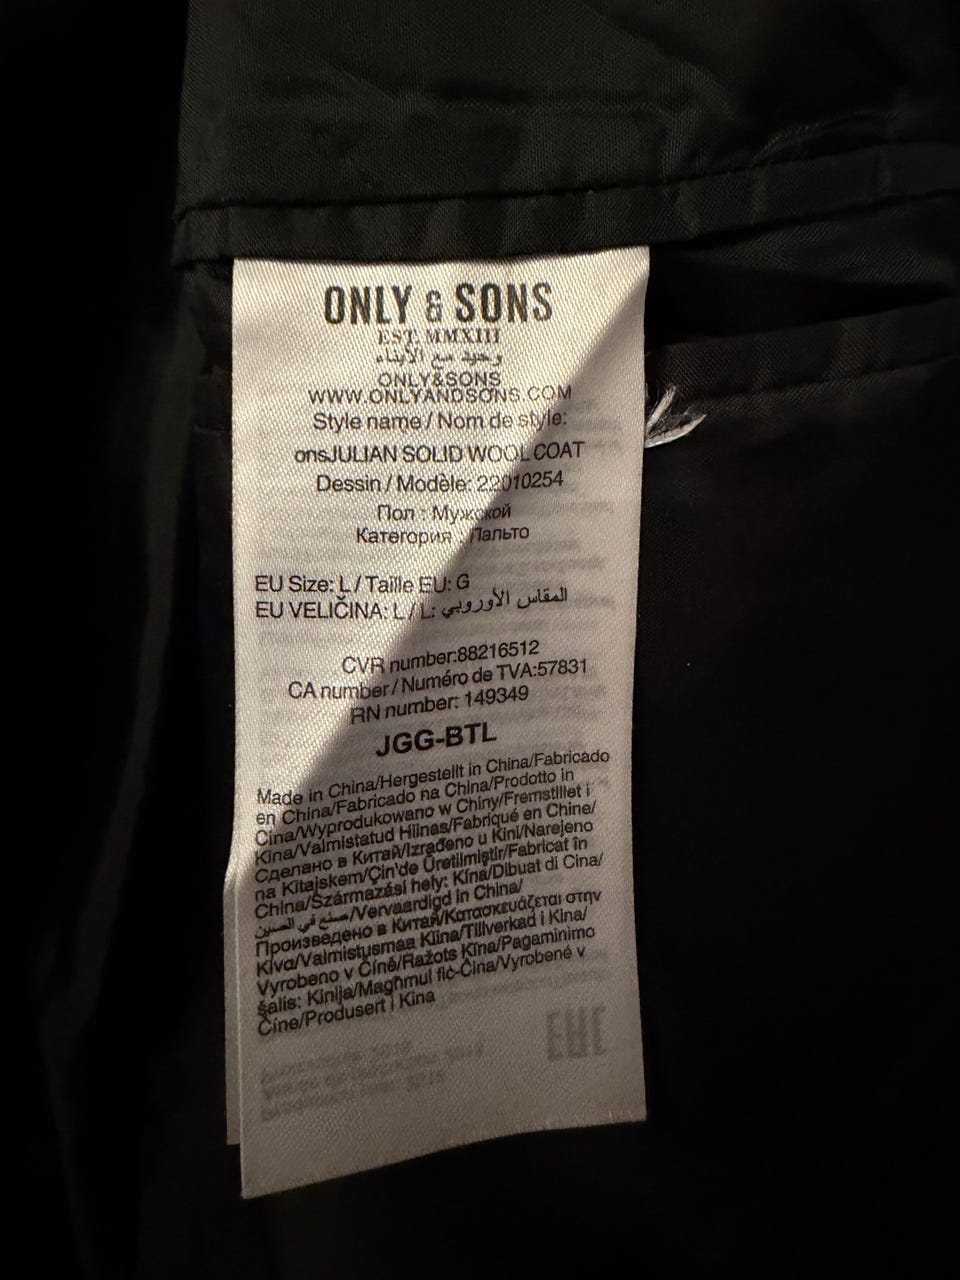 ONLY & SONS
EST. MMXIII
وحيد مع الأبناء
ONLY&SONS
WWW.ONLYANDSONS.COM
Style name / Nom de style:
onsJULIAN SOLID WOOL COAT
Dessin / Modèle: 22010254
Пол : Мужской
Категория : Пальто
EU Size: L / Taille EU: G
EU VELIČINA: L / L: المقاس الأوروبي
CVR number:88216512
CA number / Numéro de TVA:57831
RN number: 149349
JGG-BTL
Made in China/Hergestellt in China/Fabricado
en China/Fabricado na China/Prodotto in
Cina/Wyprodukowano w Chiny/Fremstillet i
Kina/Valmistatud Hiinas/Fabriqué en Chine/
Сделано в Китай/Izrađeno u Kini/Narejeno
na Kitajskem/Çin'de Üretilmiştir/Fabricat în
China/Származási hely: Kína/Dibuat di Cina/
صنع في الصين/Vervaardigd in China/
Произведено в Китай/Κατασκευάζεται στην
Κίνα/Valmistusmaa Kiina/Tillverkad i Kina/
Vyrobeno v Číně/Ražots Ķīna/Pagaminimo
šalis: Kinija/Magħmul fiċ-Ċina/Vyrobené v
Číne/Produsert i Kina